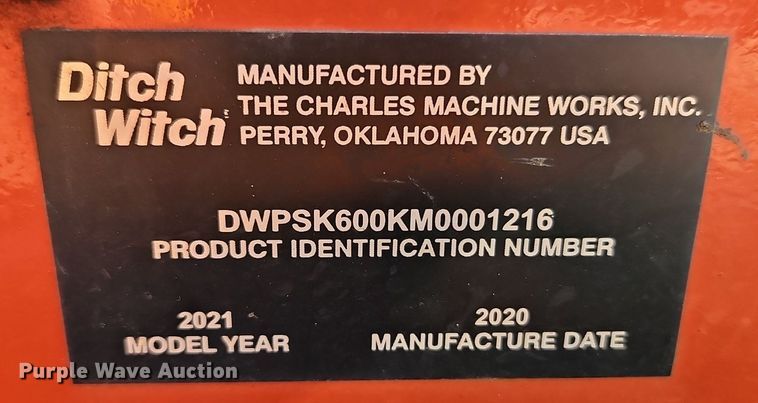 Ditch
Witch
MANUFACTURED BY
THE CHARLES MACHINE WORKS, INC.
PERRY, OKLAHOMA 73077 USA
DWPSK600KM0001216
PRODUCT IDENTIFICATION NUMBER
2021
MODEL YEAR
2020
MANUFACTURE DATE
Purple Wave Auction